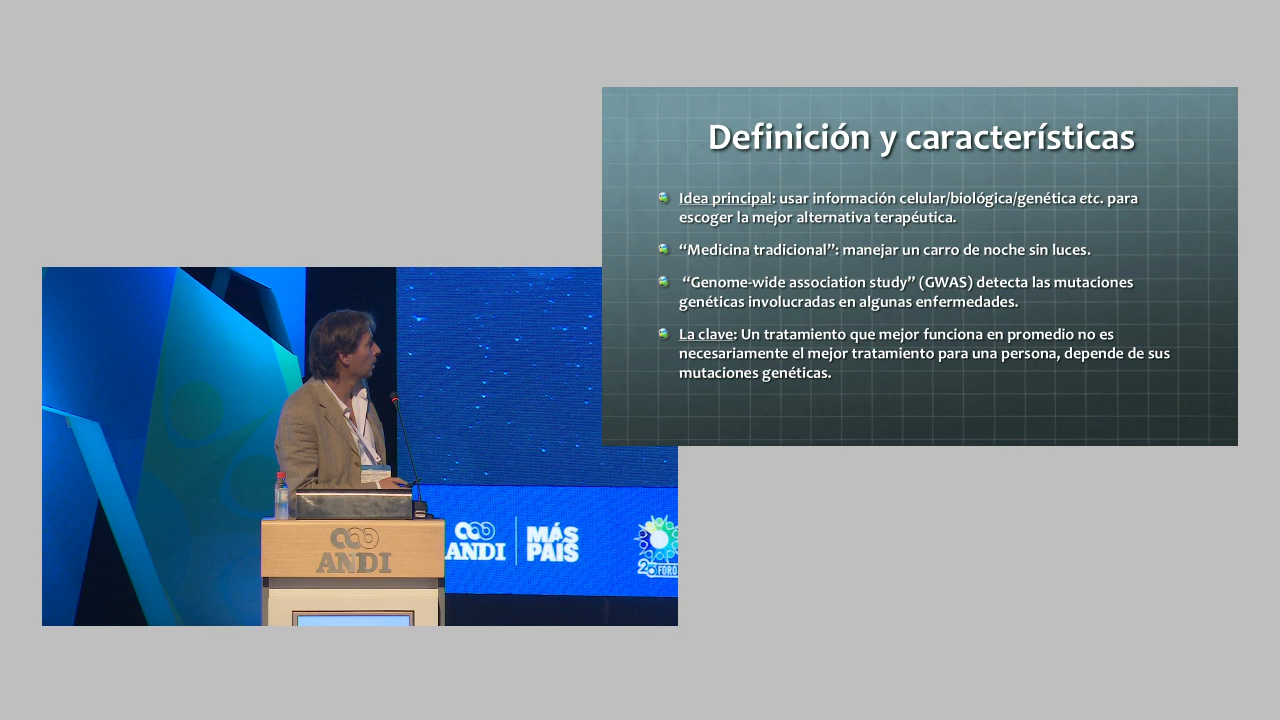 Definición y características
Idea principal: usar información celular/biológica/genética etc. para
escoger la mejor alternativa terapéutica.
“Medicina tradicional”: manejar un carro de noche sin luces.
“Genome-wide association study” (GWAS) detecta las mutaciones
genéticas involucradas en algunas enfermedades.
La clave: Un tratamiento que mejor funciona en promedio no es
necesariamente el mejor tratamiento para una persona, depende de sus
mutaciones genéticas.
ANDI
ANDI
MÁS
PAÍS
FORO